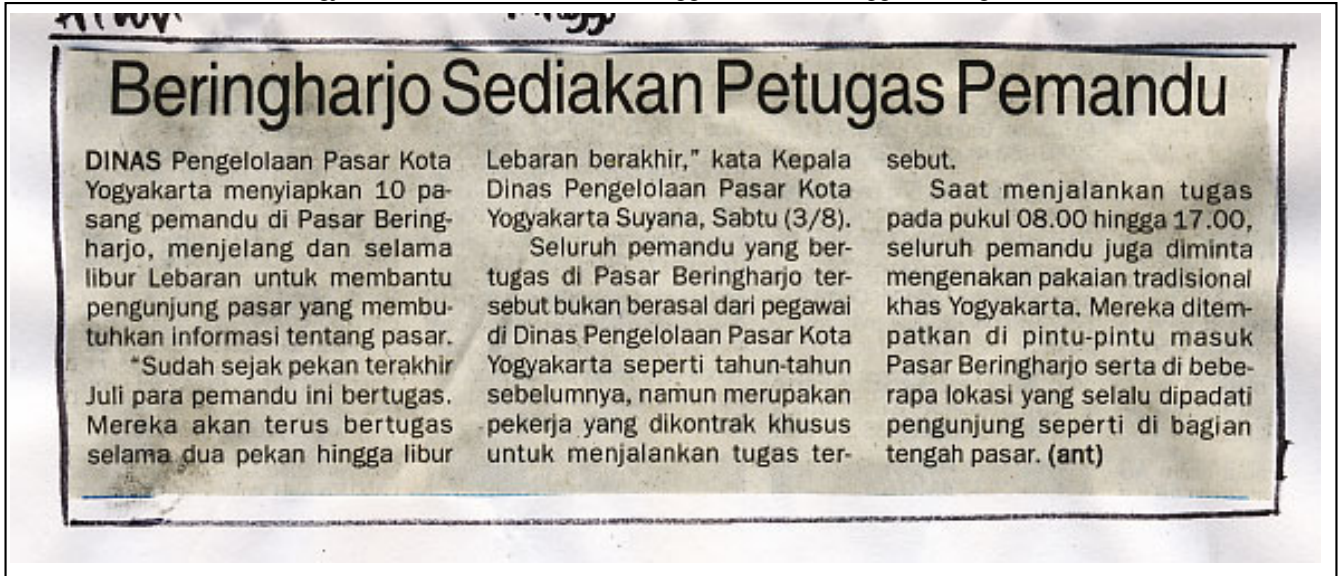 Beringharjo Sediakan Petugas Pemandu
DINAS Pengelolaan Pasar Kota
Yogyakarta menyiapkan 10 pa-
sang pemandu di Pasar Bering-
harjo, menjelang dan selama
libur Lebaran untuk membantu
pengunjung pasar yang membu-
tuhkan informasi tentang pasar.
"Sudah sejak pekan terakhir
Juli para pemandu ini bertugas.
Mereka akan terus bertugas
selama dua pekan hingga libur
Lebaran berakhir," kata Kepala
Dinas Pengelolaan Pasar Kota
Yogyakarta Suyana, Sabtu (3/8).
Seluruh pemandu yang ber-
tugas di Pasar Beringharjo ter-
sebut bukan berasal dari pegawai
di Dinas Pengelolaan Pasar Kota
Yogyakarta seperti tahun-tahun
sebelumnya, namun merupakan
pekerja yang dikontrak khusus
untuk menjalankan tugas ter-
sebut.
Saat menjalankan tugas
pada pukul 08.00 hingga 17.00,
seluruh pemandu juga diminta
mengenakan pakaian tradisional
khas Yogyakarta. Mereka ditem-
patkan di pintu-pintu masuk
Pasar Beringharjo serta di bebe-
rapa lokasi yang selalu dipadati
pengunjung seperti di bagian
tengah pasar. (ant)